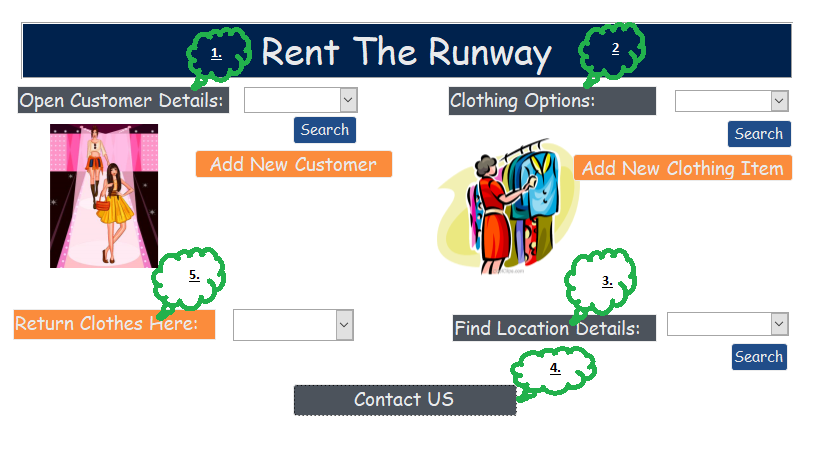 1.
Rent The Runway
2
Open Customer Details:
Clothing Options:
Search
Search
Add New Customer
Add New Clothing Item
5.
3.
Return Clothes Here:
Find Location Details:
Search
4.
Contact US